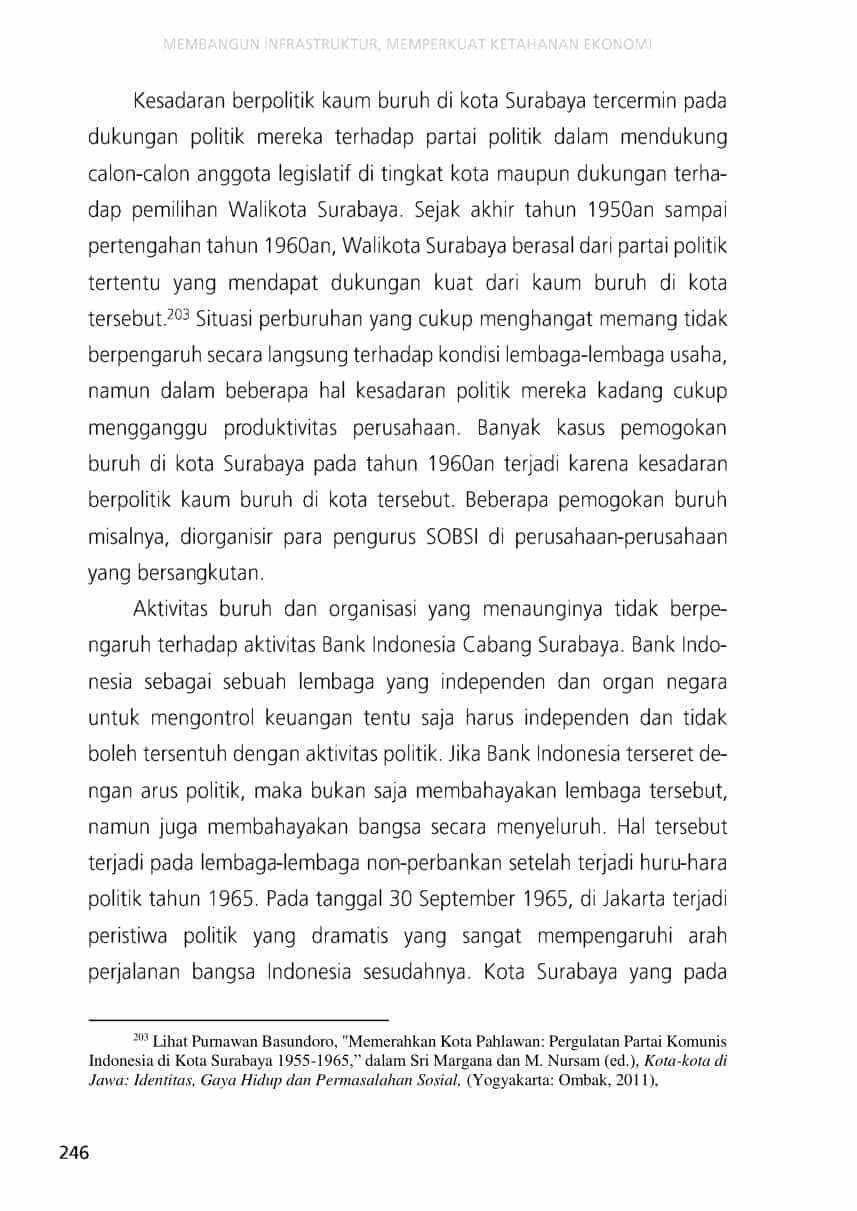 MEMBANGUN INFRASTRUKTUR, MEMPERKUAT KETAHANAN EKONOMI
Kesadaran berpolitik kaum buruh di kota Surabaya tercermin pada
dukungan politik mereka terhadap partai politik dalam mendukung
calon-calon anggota legislatif di tingkat kota maupun dukungan terha-
dap pemilihan Walikota Surabaya. Sejak akhir tahun 1950an sampai
pertengahan tahun 1960an, Walikota Surabaya berasal dari partai politik
tertentu yang mendapat dukungan kuat dari kaum buruh di kota
tersebut.203 Situasi perburuhan yang cukup menghangat memang tidak
berpengaruh secara langsung terhadap kondisi lembaga-lembaga usaha,
namun dalam beberapa hal kesadaran politik mereka kadang cukup
mengganggu produktivitas perusahaan. Banyak kasus pemogokan
buruh di kota Surabaya pada tahun 1960an terjadi karena kesadaran
berpolitik kaum buruh di kota tersebut. Beberapa pemogokan buruh
misalnya, diorganisir para pengurus SOBSI di perusahaan-perusahaan
yang bersangkutan.
Aktivitas buruh dan organisasi yang menaunginya tidak berpe-
ngaruh terhadap aktivitas Bank Indonesia Cabang Surabaya. Bank Indo-
nesia sebagai sebuah lembaga yang independen dan organ negara
untuk mengontrol keuangan tentu saja harus independen dan tidak
boleh tersentuh dengan aktivitas politik. Jika Bank Indonesia terseret de-
ngan arus politik, maka bukan saja membahayakan lembaga tersebut,
namun juga membahayakan bangsa secara menyeluruh. Hal tersebut
terjadi pada lembaga-lembaga non-perbankan setelah terjadi huru-hara
politik tahun 1965. Pada tanggal 30 September 1965, di Jakarta terjadi
peristiwa politik yang dramatis yang sangat mempengaruhi arah
perjalanan bangsa Indonesia sesudahnya. Kota Surabaya yang pada
203 Lihat Purnawan Basundoro, "Memerahkan Kota Pahlawan: Pergulatan Partai Komunis
Indonesia di Kota Surabaya 1955-1965,” dalam Sri Margana dan M. Nursam (ed.), Kota-kota di
Jawa: Identitas, Gaya Hidup dan Permasalahan Sosial, (Yogyakarta: Ombak, 2011),
246